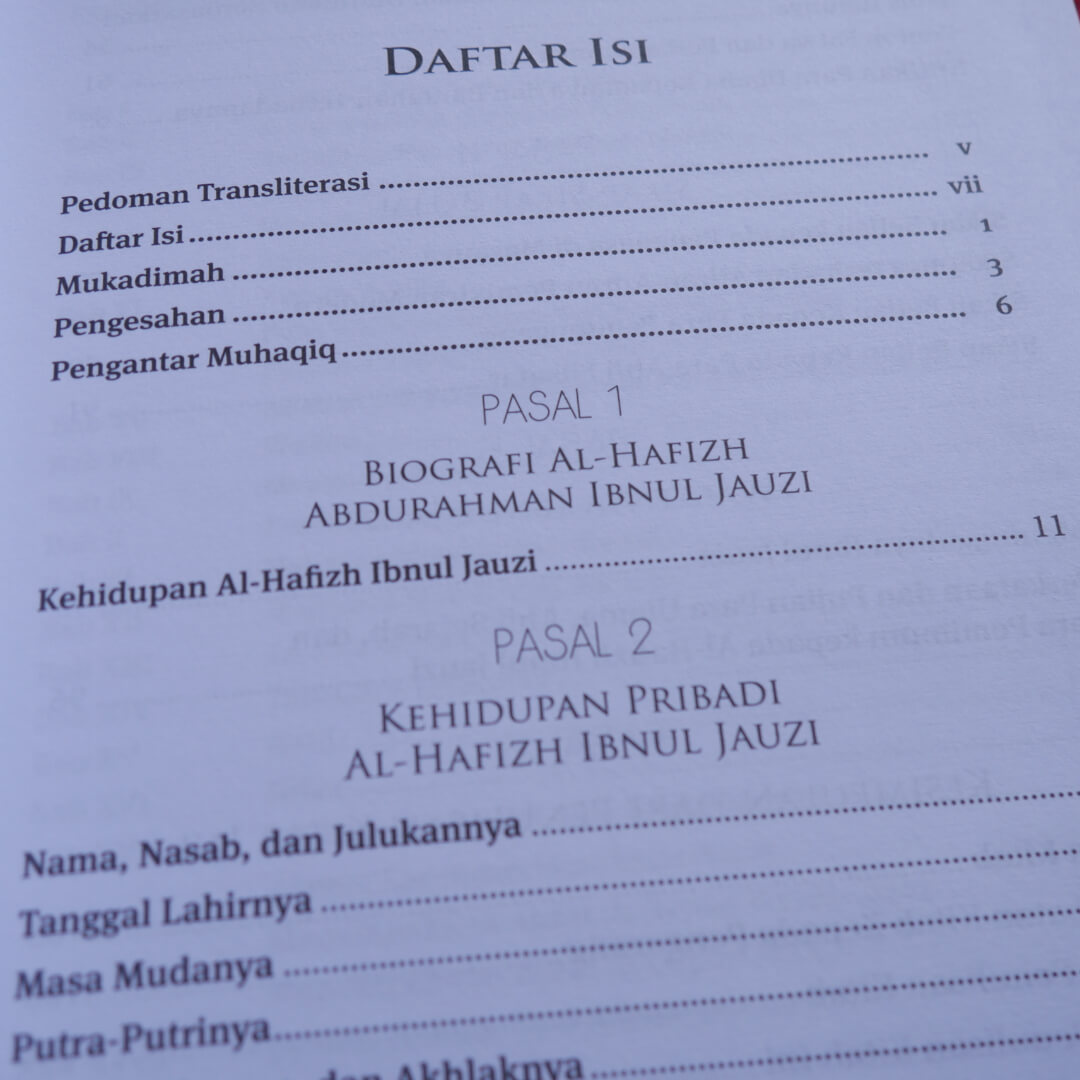 DAFTAR ISI
Pedoman Transliterasi ........................................ v
Daftar Isi ........................................ vii
Mukadimah ........................................ 1
Pengesahan ........................................ 3
Pengantar Muhaqiq ........................................ 6
PASAL 1
BIOGRAFI AL-HAFIZH
ABDURAHMAN IBNUL JAUZI
Kehidupan Al-Hafizh Ibnul Jauzi ........................................ 11
PASAL 2
KEHIDUPAN PRIBADI
AL-HAFIZH IBNUL JAUZI
Nama, Nasab, dan Julukannya ........................................
Tanggal Lahirnya ........................................
Masa Mudanya ........................................
Putra-Putrinya ........................................
dan Akhlaknya ........................................